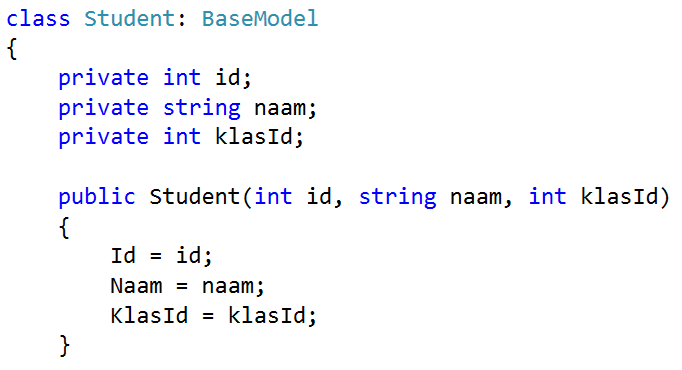 class Student: BaseModel
{
    private int id;
    private string naam;
    private int klasId;

    public Student(int id, string naam, int klasId)
    {
        Id = id;
        Naam = naam;
        KlasId = klasId;
    }